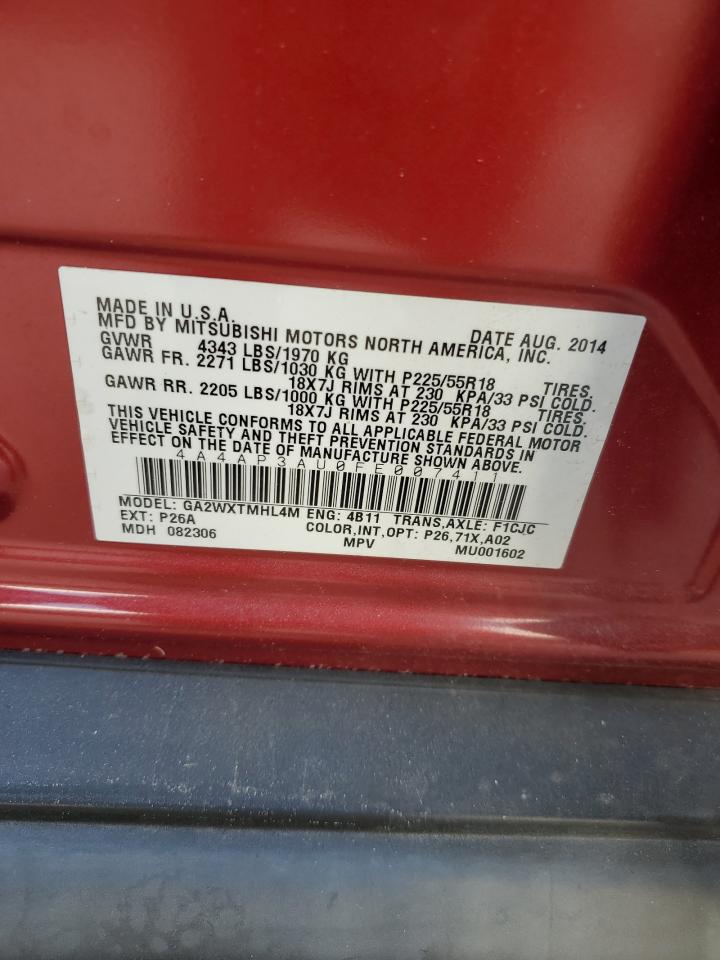 MADE IN U.S.A. DATE AUG. 2014
MFD BY MITSUBISHI MOTORS NORTH AMERICA, INC.
GVWR 4343 LBS/1970 KG
GAWR FR. 2271 LBS/1030 KG WITH P225/55R18 TIRES.
18X7J RIMS AT 230 KPA/33 PSI COLD.
GAWR RR. 2205 LBS/1000 KG WITH P225/55R18 TIRES.
18X7J RIMS AT 230 KPA/33 PSI COLD.
THIS VEHICLE CONFORMS TO ALL APPLICABLE FEDERAL MOTOR
VEHICLE SAFETY AND THEFT PREVENTION STANDARDS IN
EFFECT ON THE DATE OF MANUFACTURE SHOWN ABOVE.
4A4AP3AU0FE007411
MODEL: GA2WXTMHL4M ENG: 4B11 TRANS,AXLE: F1CJC
EXT: P26A COLOR,INT,OPT: P26,71X,A02
MDH 082306 MPV MU001602